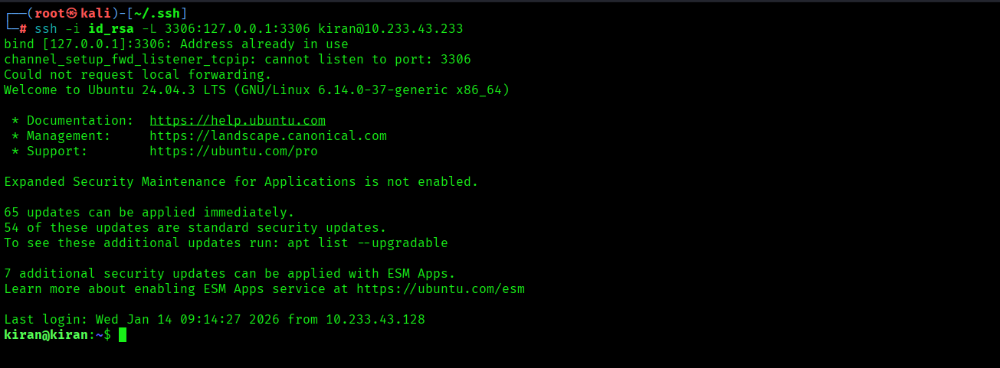 ┌──(root㉿kali)-[~/.ssh]
└─# ssh -i id_rsa -L 3306:127.0.0.1:3306 kiran@10.233.43.233
bind [127.0.0.1]:3306: Address already in use
channel_setup_fwd_listener_tcpip: cannot listen to port: 3306
Could not request local forwarding.
Welcome to Ubuntu 24.04.3 LTS (GNU/Linux 6.14.0-37-generic x86_64)

 * Documentation:  https://help.ubuntu.com
 * Management:     https://landscape.canonical.com
 * Support:        https://ubuntu.com/pro

Expanded Security Maintenance for Applications is not enabled.

65 updates can be applied immediately.
54 of these updates are standard security updates.
To see these additional updates run: apt list --upgradable

7 additional security updates can be applied with ESM Apps.
Learn more about enabling ESM Apps service at https://ubuntu.com/esm

Last login: Wed Jan 14 09:14:27 2026 from 10.233.43.128
kiran@kiran:~$